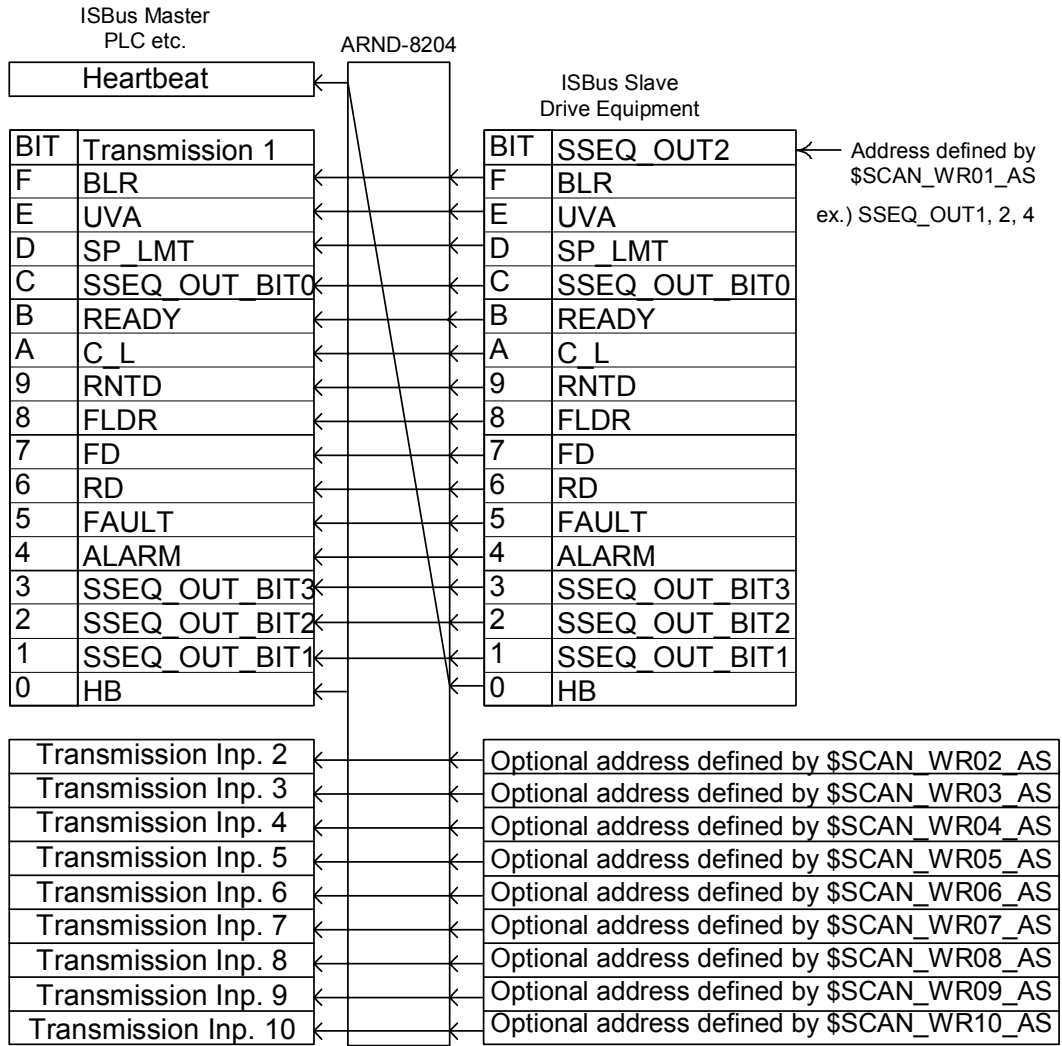 ISBus Master
PLC etc.
ARND-8204
Heartbeat
ISBus Slave
Drive Equipment
BIT Transmission 1
F BLR
E UVA
D SP_LMT
C SSEQ_OUT_BIT0
B READY
A C_L
9 RNTD
8 FLDR
7 FD
6 RD
5 FAULT
4 ALARM
3 SSEQ_OUT_BIT3
2 SSEQ_OUT_BIT2
1 SSEQ_OUT_BIT1
0 HB
BIT SSEQ_OUT2
F BLR
E UVA
D SP_LMT
C SSEQ_OUT_BIT0
B READY
A C_L
9 RNTD
8 FLDR
7 FD
6 RD
5 FAULT
4 ALARM
3 SSEQ_OUT_BIT3
2 SSEQ_OUT_BIT2
1 SSEQ_OUT_BIT1
0 HB
Address defined by
$SCAN_WR01_AS
ex.) SSEQ_OUT1, 2, 4
Transmission Inp. 2
Transmission Inp. 3
Transmission Inp. 4
Transmission Inp. 5
Transmission Inp. 6
Transmission Inp. 7
Transmission Inp. 8
Transmission Inp. 9
Transmission Inp. 10
Optional address defined by $SCAN_WR02_AS
Optional address defined by $SCAN_WR03_AS
Optional address defined by $SCAN_WR04_AS
Optional address defined by $SCAN_WR05_AS
Optional address defined by $SCAN_WR06_AS
Optional address defined by $SCAN_WR07_AS
Optional address defined by $SCAN_WR08_AS
Optional address defined by $SCAN_WR09_AS
Optional address defined by $SCAN_WR10_AS